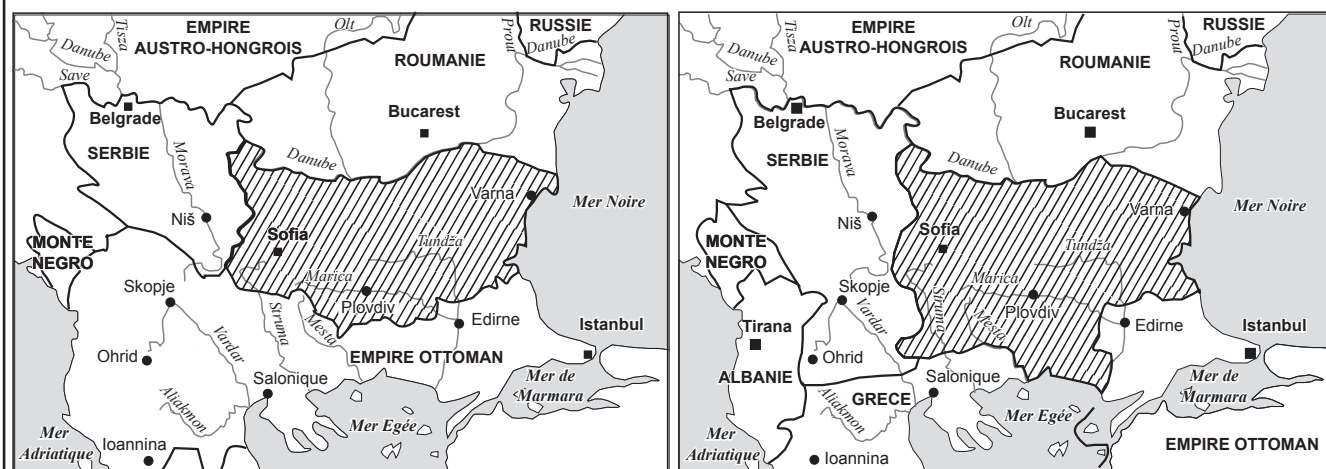 EMPIRE
AUSTRO-HONGROIS
Tisza
Danube
Save
Olt
Prout
RUSSIE
Danube
ROUMANIE
Belgrade
Bucarest
SERBIE
Morava
Danube
Varna
Mer Noire
Niš
Sofia
MONTE
NEGRO
Tundža
Marica
Skopje
Plovdiv
Struma
Mesta
Edirne
Istanbul
Vardar
Ohrid
EMPIRE OTTOMAN
Salonique
Mer de
Marmara
Aliakmon
Mer Egée
Mer
Adriatique
Ioannina
EMPIRE
AUSTRO-HONGROIS
Tisza
Danube
Save
Olt
Prout
RUSSIE
Danube
ROUMANIE
Belgrade
Bucarest
SERBIE
Morava
Danube
Varna
Mer Noire
Niš
Sofia
MONTE
NEGRO
Tundža
Marica
Skopje
Plovdiv
Struma
Mesta
Edirne
Istanbul
Tirana
Vardar
Ohrid
ALBANIE
Salonique
Mer de
Marmara
GRECE
Aliakmon
Mer Egée
Mer
Adriatique
Ioannina
EMPIRE OTTOMAN